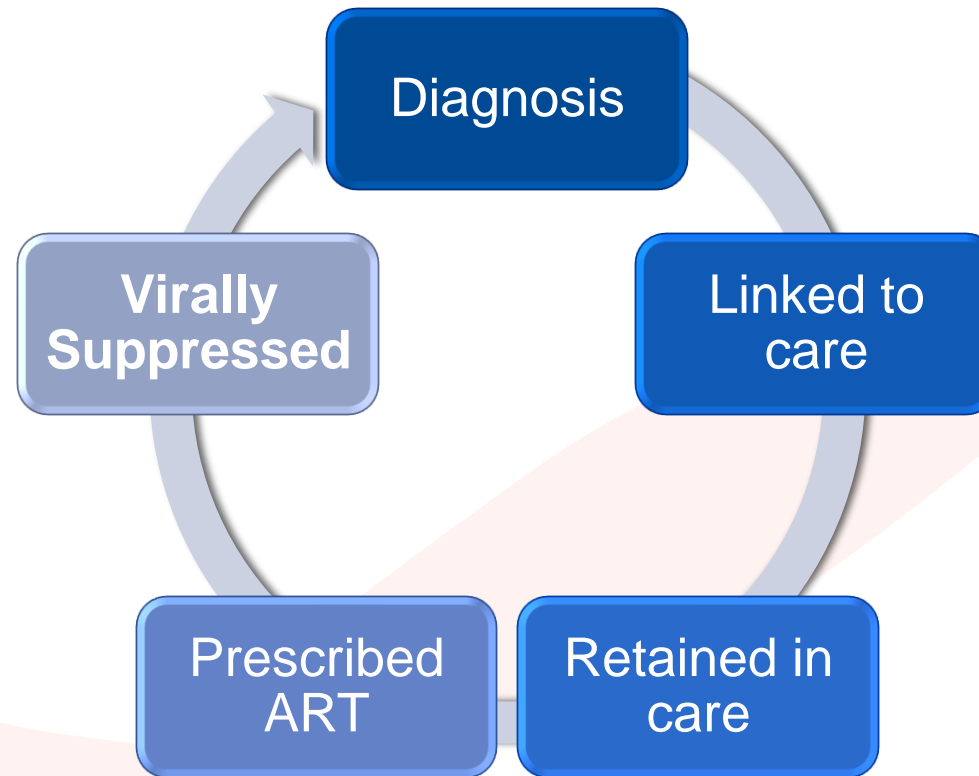 Diagnosis
Linked to
care
Retained in
care
Prescribed
ART
Virally
Suppressed